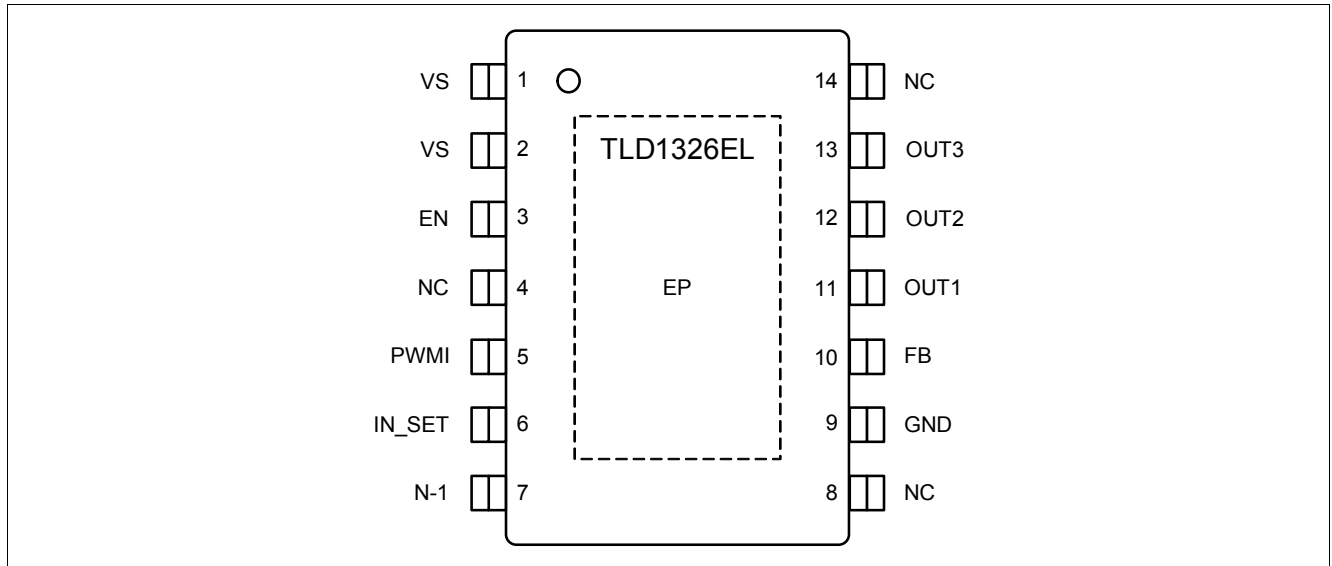 VS 1 14 NC
VS 2 TLD1326EL 13 OUT3
EN 3 12 OUT2
NC 4 EP 11 OUT1
PWMI 5 10 FB
IN_SET 6 9 GND
N-1 7 8 NC